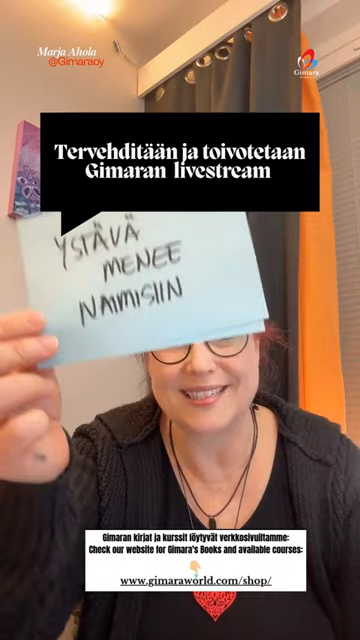 Marja Ahola
@Gimaraoy
Gimara
WORLD
Tervehditään ja toivotetaan
Gimaran livestream
YSTÄVÄ
MENEE
NAIMISIIN
Gimaran kirjat ja kurssit löytyvät verkkosivuiltamme:
Check our website for Gimara's Books and available courses:
www.gimaraworld.com/shop/